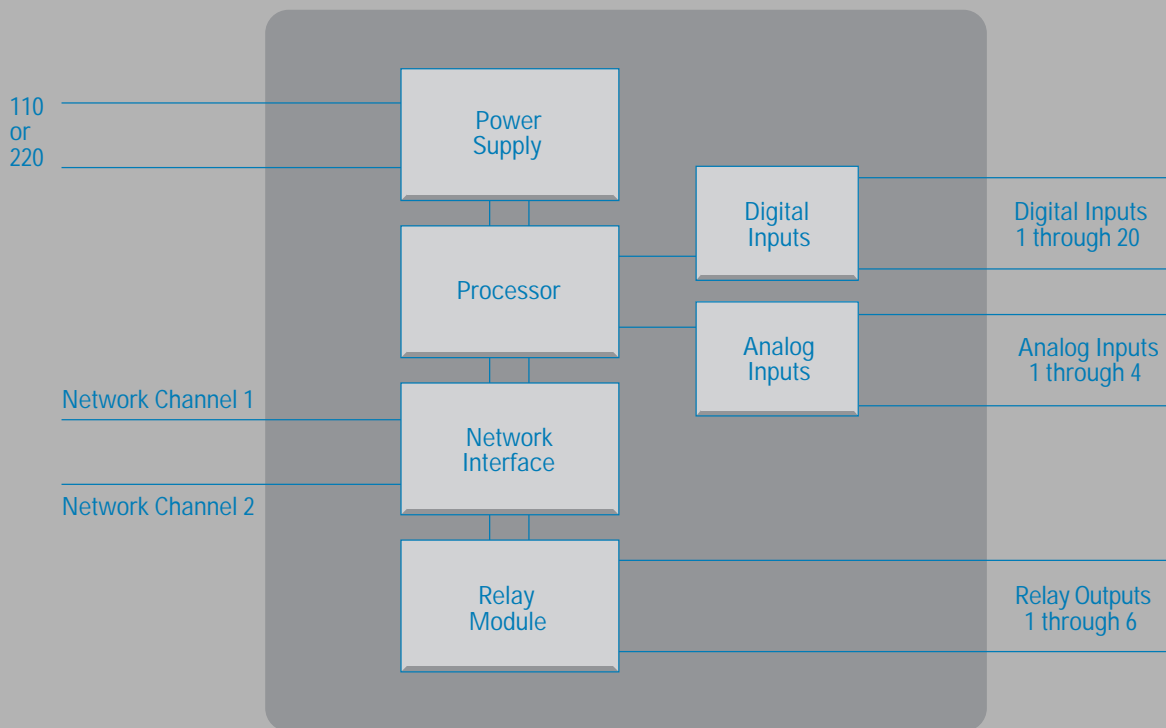 110
or
220
Power
Supply
Digital
Inputs
Digital Inputs
1 through 20
Processor
Analog
Inputs
Analog Inputs
1 through 4
Network Channel 1
Network
Interface
Network Channel 2
Relay
Module
Relay Outputs
1 through 6